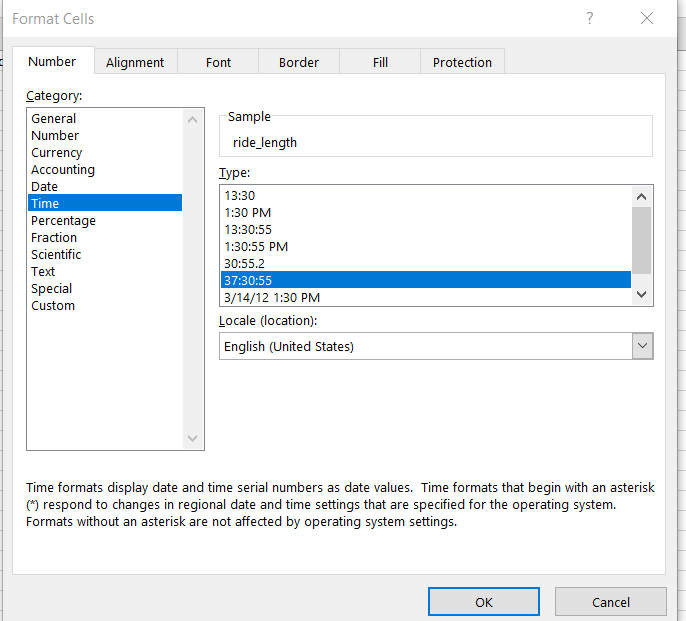 Format Cells
?
Number
Alignment
Font
Border
Fill
Protection
Category:
General
Number
Currency
Accounting
Date
Time
Percentage
Fraction
Scientific
Text
Special
Custom
Sample
ride_length
Type:
13:30
1:30 PM
13:30:55
1:30:55 PM
30:55.2
37:30:55
3/14/12 1:30 PM
Locale (location):
English (United States)
Time formats display date and time serial numbers as date values.  Time formats that begin with an asterisk
(*) respond to changes in regional date and time settings that are specified for the operating system.
Formats without an asterisk are not affected by operating system settings.
OK
Cancel